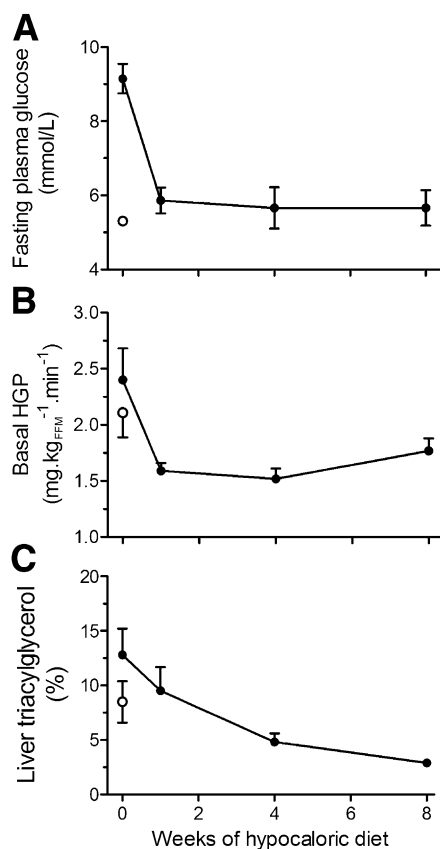 A
Fasting plasma glucose
(mmol/L)
10
8
6
4
B
Basal HGP
(mg.kgFFM-1.min-1)
3.0
2.5
2.0
1.5
1.0
C
Liver triacylglycerol
(%)
20
15
10
5
0
0 2 4 6 8
Weeks of hypocaloric diet